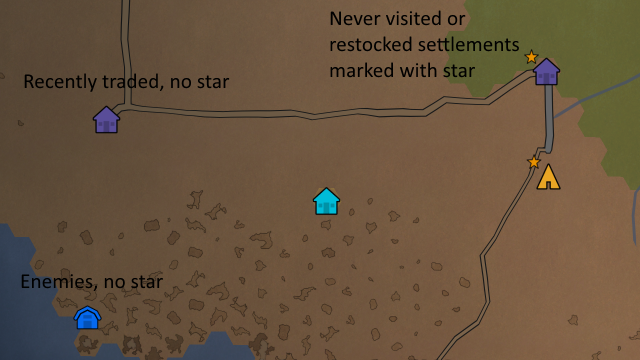 Never visited or
restocked settlements
marked with star
Recently traded, no star
Enemies, no star